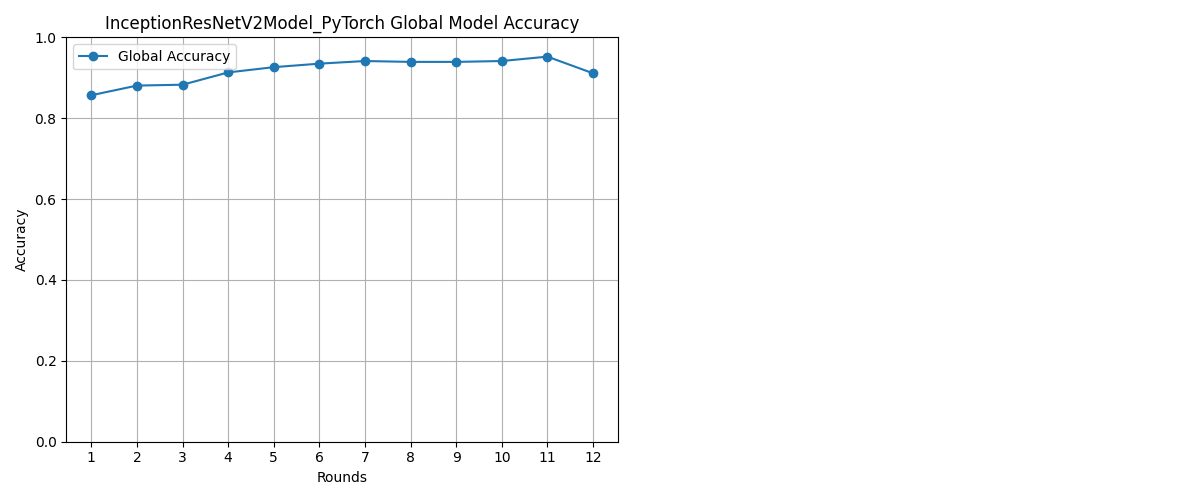 InceptionResNetV2Model_PyTorch Global Model Accuracy
Global Accuracy
Accuracy
1.0
0.8
0.6
0.4
0.2
0.0
1 2 3 4 5 6 7 8 9 10 11 12
Rounds